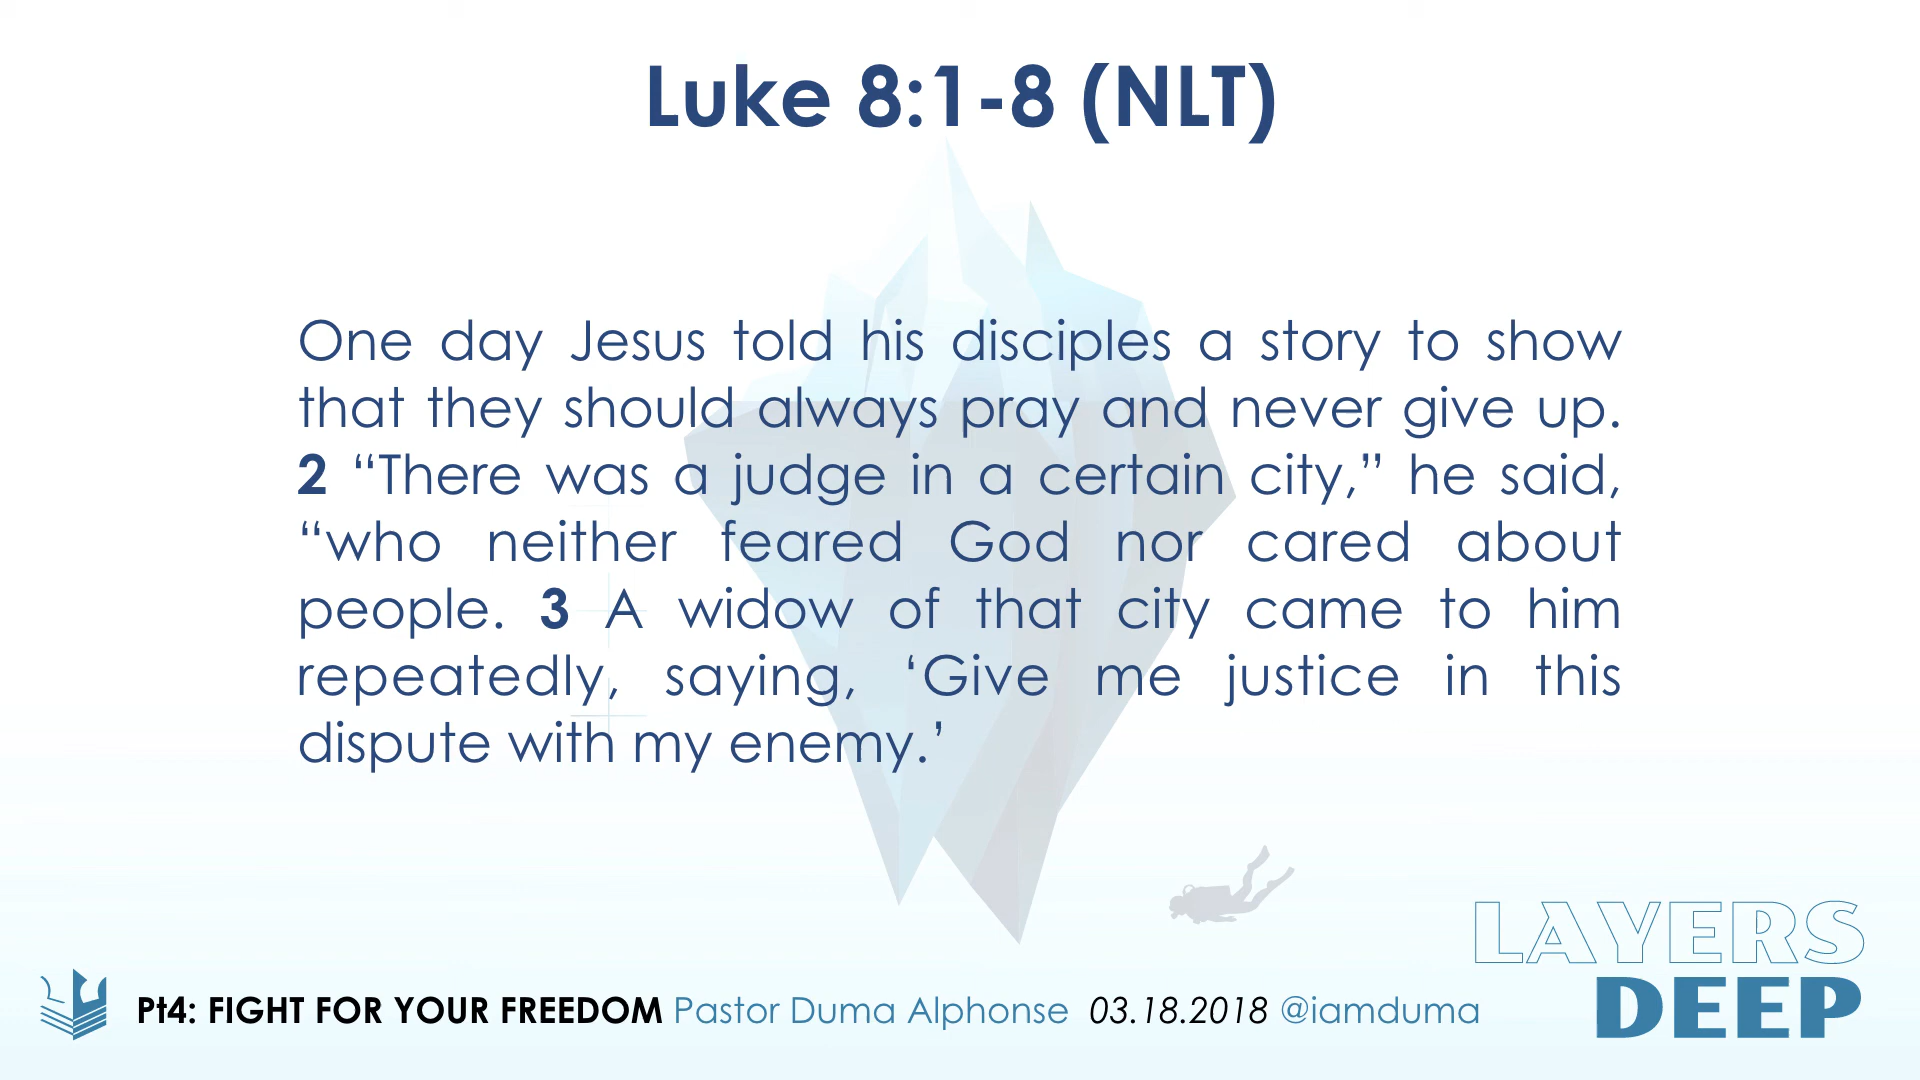 Luke 8:1-8 (NLT)
One day Jesus told his disciples a story to show
that they should always pray and never give up.
2 “There was a judge in a certain city,” he said,
“who neither feared God nor cared about
people. 3 A widow of that city came to him
repeatedly, saying, ‘Give me justice in this
dispute with my enemy.’
LAYERS
DEEP
Pt4: FIGHT FOR YOUR FREEDOM Pastor Duma Alphonse 03.18.2018 @iamduma